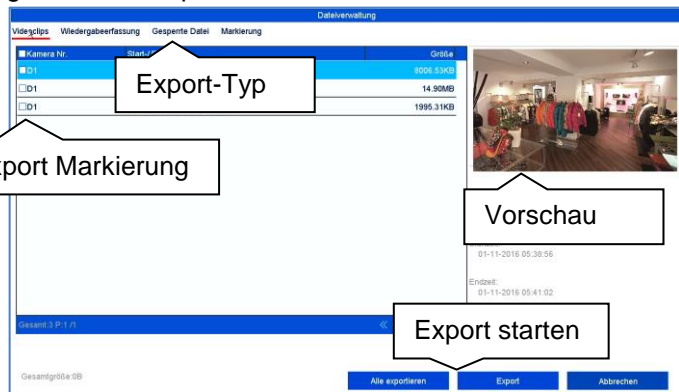 Dateiverwaltung
Videoclips Wiedergabeerfassung Gesperrte Datei Markierung
Kamera Nr. Start-/ Größe
D1 8006.53KB
D1 14.90MB
D1 1995.31KB
Export-Typ
port Markierung
Vorschau
01-11-2016 05:38:56
Endzeit:
01-11-2016 05:41:02
Gesamt:3 P:1 /1
Export starten
Gesamtgröße:0B
Alle exportieren Export Abbrechen